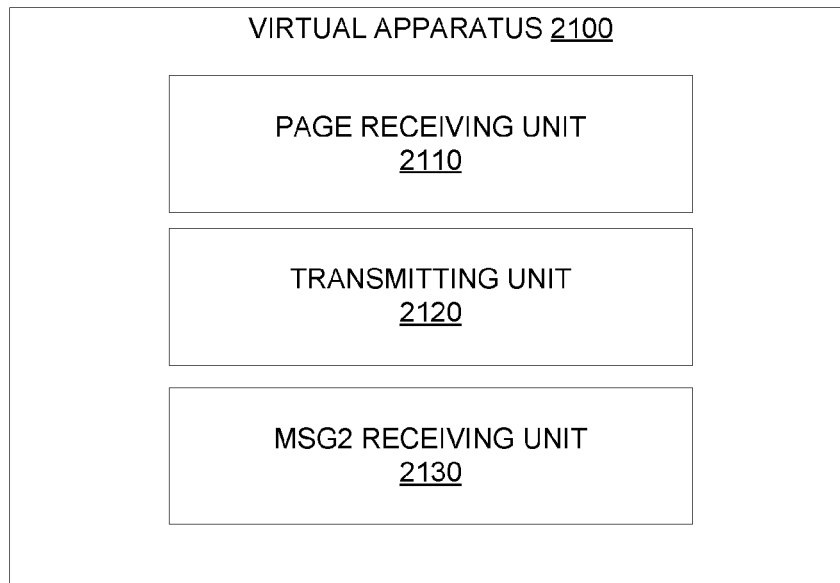 VIRTUAL APPARATUS 2100
PAGE RECEIVING UNIT
2110
TRANSMITTING UNIT
2120
MSG2 RECEIVING UNIT
2130